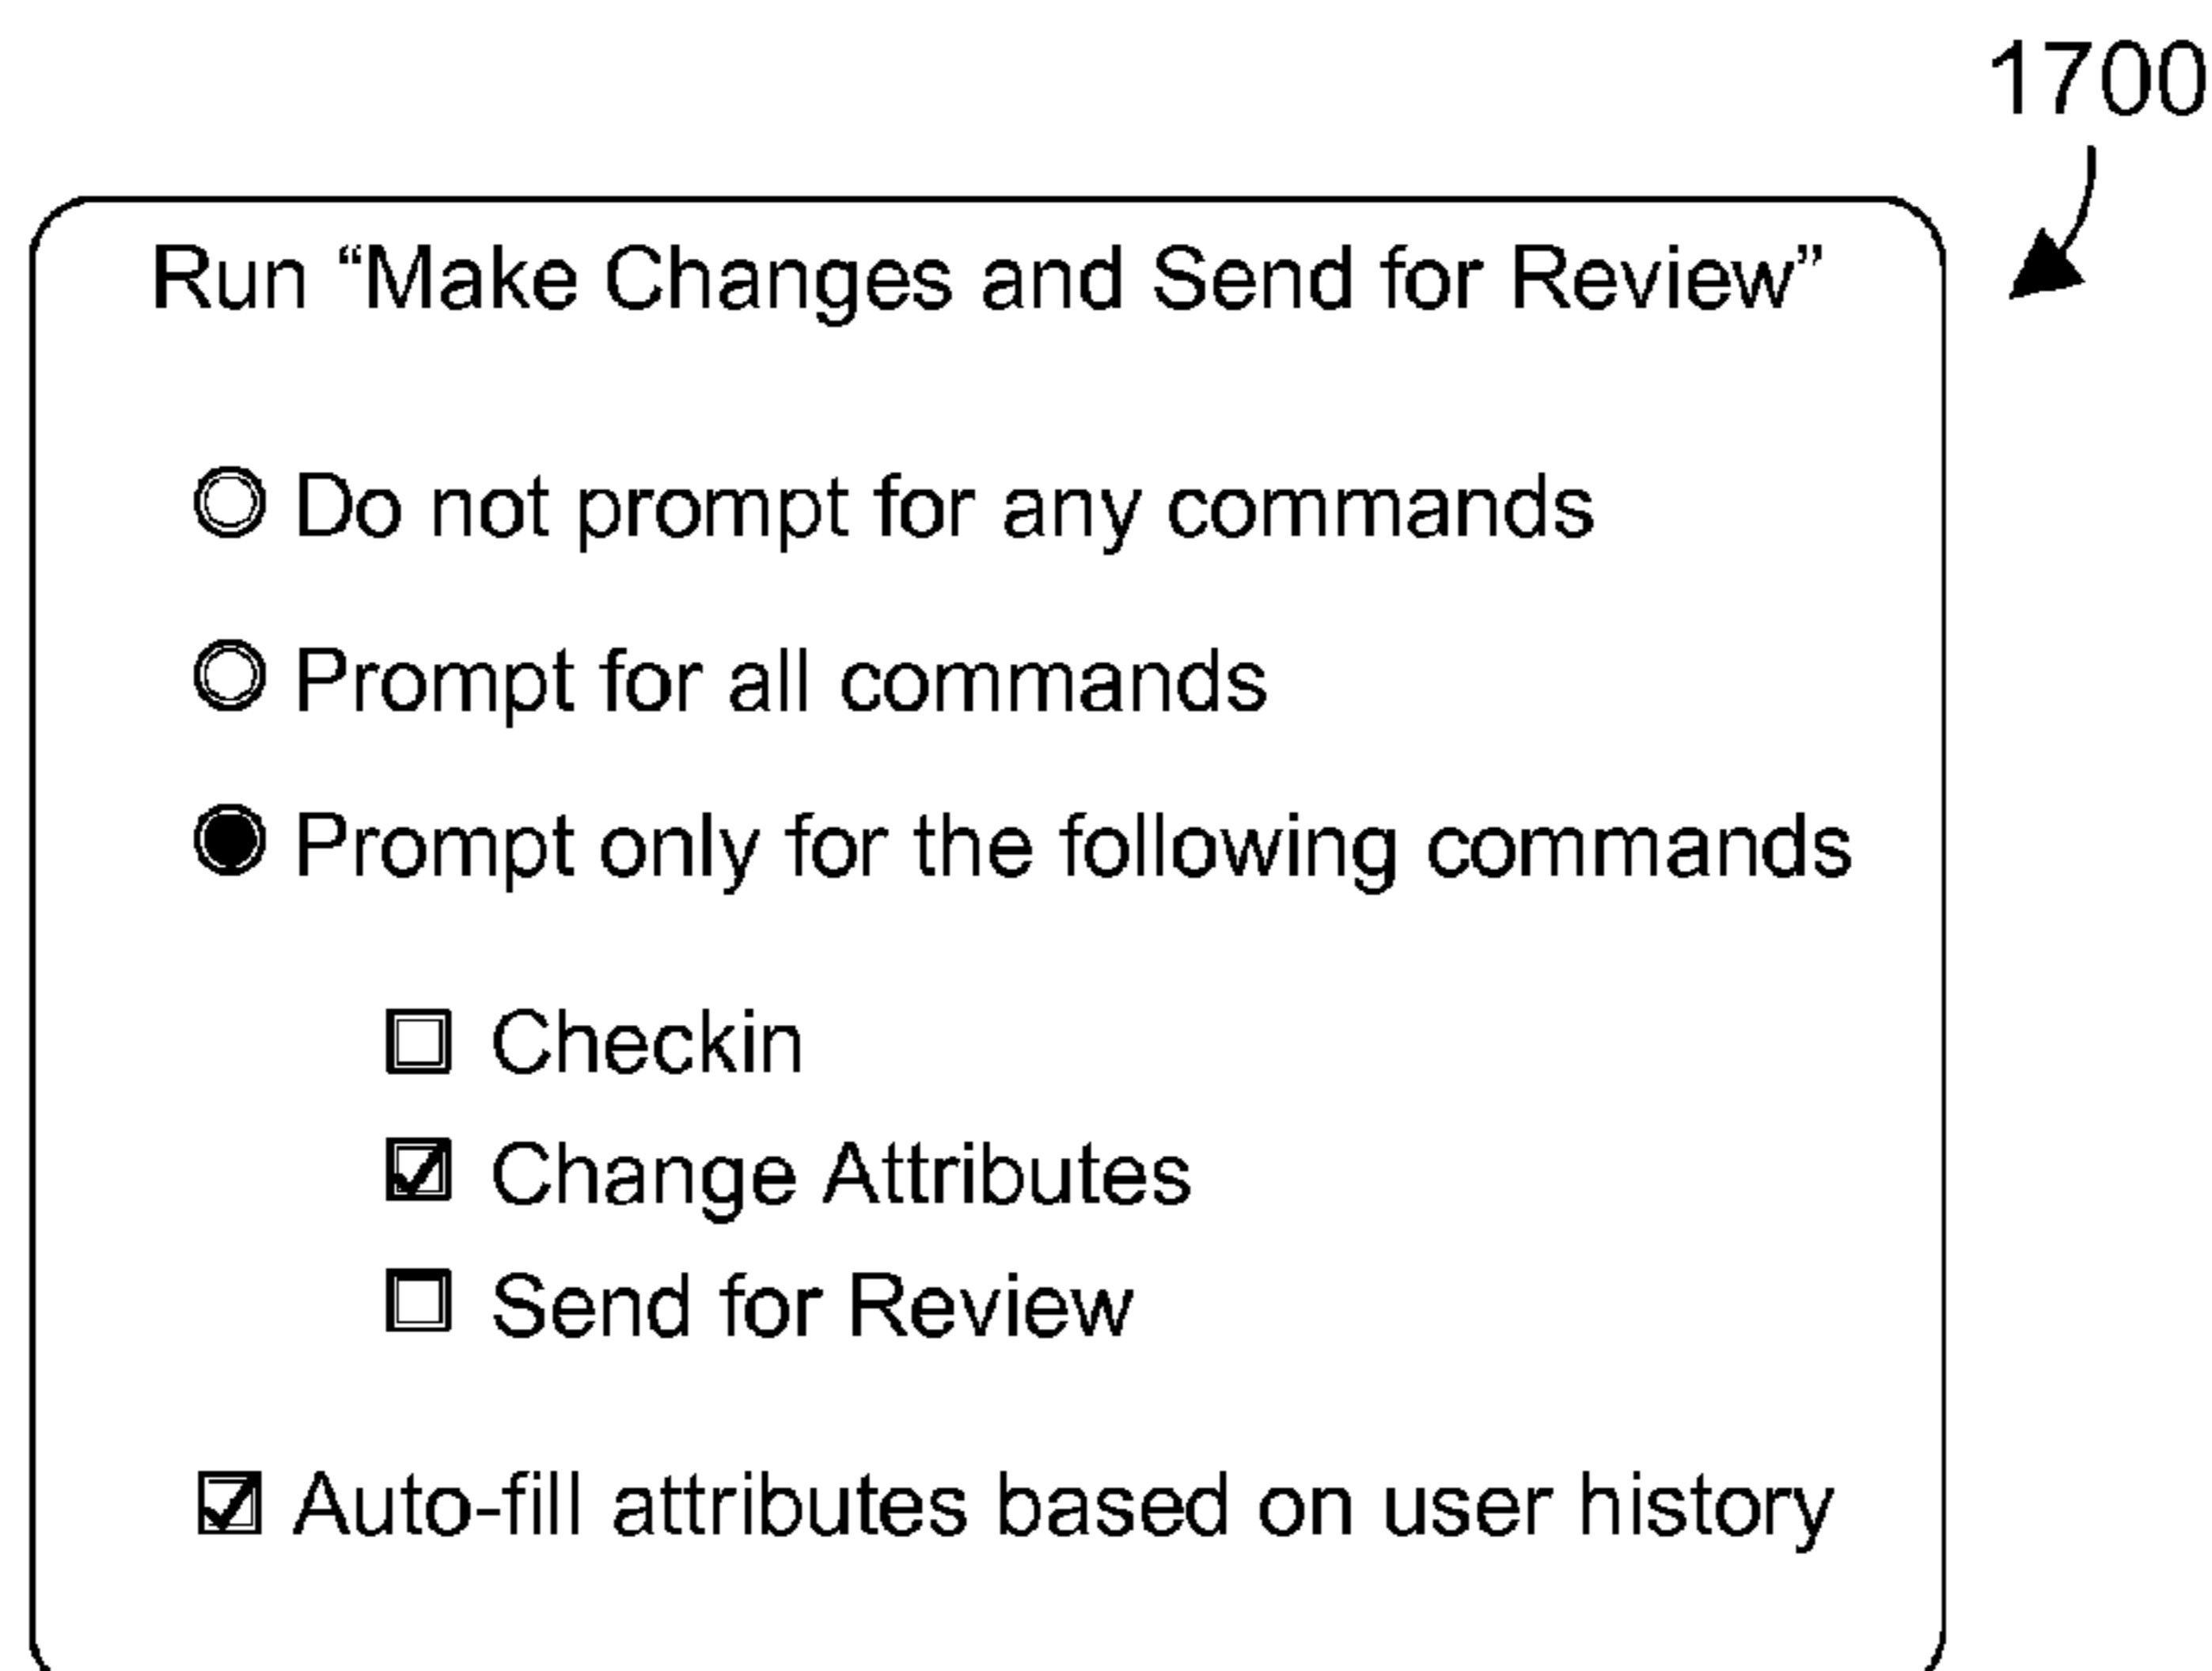 1700
Run “Make Changes and Send for Review”
Do not prompt for any commands
Prompt for all commands
Prompt only for the following commands
Checkin
Change Attributes
Send for Review
Auto-fill attributes based on user history